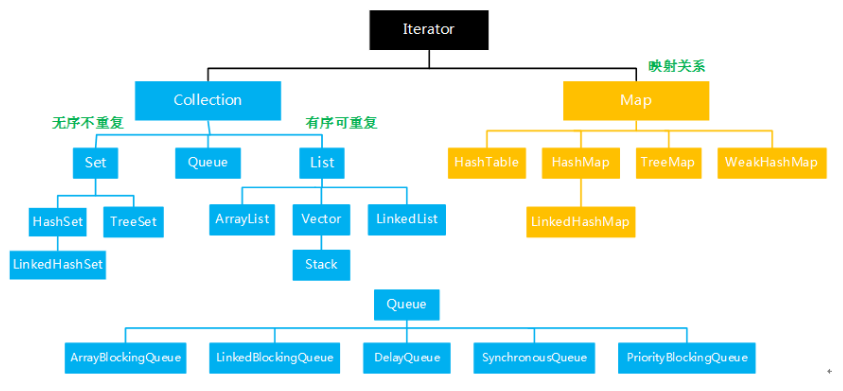 Iterator
映射关系
Collection
Map
无序不重复
有序可重复
Set
Queue
List
HashTable
HashMap
TreeMap
WeakHashMap
HashSet
TreeSet
ArrayList
Vector
LinkedList
LinkedHashMap
LinkedHashSet
Stack
Queue
ArrayBlockingQueue
LinkedBlockingQueue
DelayQueue
SynchronousQueue
PriorityBlockingQueue